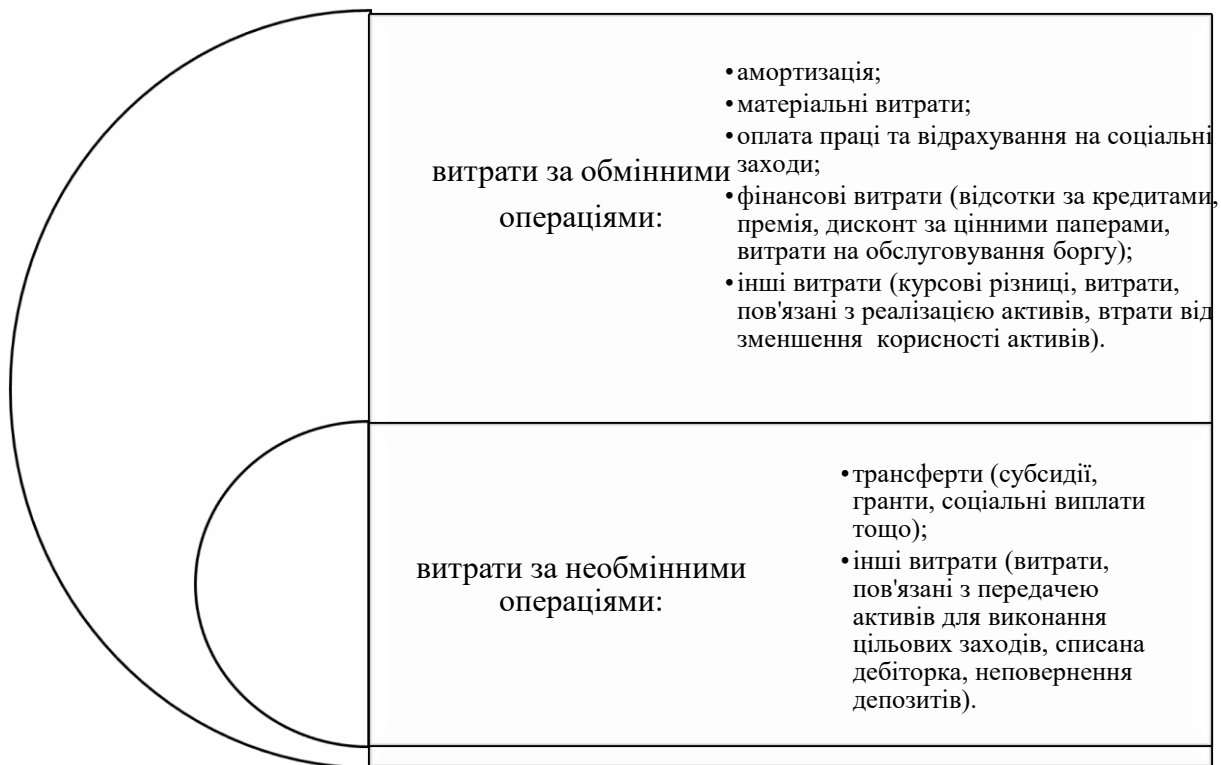 витрати за обмінними
операціями:
•амортизація;
•матеріальні витрати;
•оплата праці та відрахування на соціальні
заходи;
•фінансові витрати (відсотки за кредитами,
премія, дисконт за цінними паперами,
витрати на обслуговування боргу);
•інші витрати (курсові різниці, витрати,
пов'язані з реалізацією активів, втрати від
зменшення  корисності активів).
витрати за необмінними
операціями:
•трансферти (субсидії,
гранти, соціальні виплати
тощо);
•інші витрати (витрати,
пов'язані з передачею
активів для виконання
цільових заходів, списана
дебіторка, неповернення
депозитів).